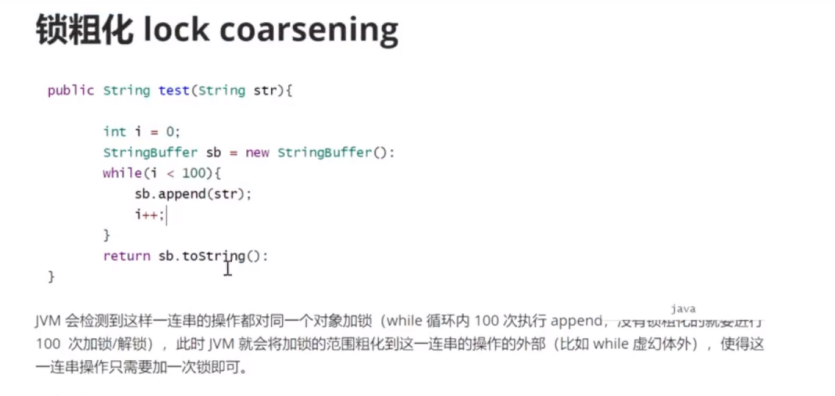 锁粗化 lock coarsening
public String test(String str){
int i = 0;
StringBuffer sb = new StringBuffer():
while(i < 100){
sb.append(str);
i++;
}
return sb.toString():
}
java
JVM 会检测到这样一连串的操作都对同一个对象加锁（while 循环内 100 次执行 append，没有锁粗化的就要进行
100 次加锁/解锁），此时 JVM 就会将加锁的范围粗化到这一连串的操作的外部（比如 while 虚幻体外），使得这
一连串操作只需要加一次锁即可。